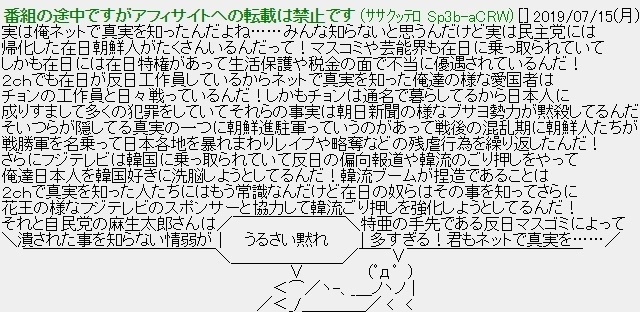 番組の途中ですがアフィサイトへの転載は禁止です (ササクッテロ Sp3b-aCRW) [] 2019/07/15(月)
実は俺ネットで真実を知ったんだよね……みんな知らないと思うんだけど実は民主党には
帰化した在日朝鮮人がたくさんいるんだって！マスコミや芸能界も在日に乗っ取られていて
しかも在日には在日特権があって生活保護や税金の面で不当に優遇されているんだ！
2chでも在日が反日工作員しているからネットで真実を知った俺達の様な愛国者は
チョンの工作員と日々戦っているんだ！しかもチョンは通名で暮らしてるから日本人に
成りすまして多くの犯罪をしていてそれらの事実は朝日新聞の様なブサヨ勢力が黙殺してるんだ
そいつらが隠してる真実の一つに朝鮮進駐軍っていうのがあって戦後の混乱期に朝鮮人たちが
戦勝軍を名乗って日本各地を暴れまわりレイプや略奪などの残虐行為を繰り返したんだ！
さらにフジテレビは韓国に乗っ取られていて反日の偏向報道や韓流のごり押しをやって
俺達日本人を韓国好きに洗脳しようとしてるんだ！韓流ブームが捏造であることは
2chで真実を知った人たちにはもう常識なんだけど在日の奴らはその事を知ってさらに
花王の様なフジテレビのスポンサーと協力して韓流ごり押しを強化しようとしてるんだ！
それと自民党の麻生太郎さんは 特亜の手先である反日マスゴミによって
＼潰された事を知らない情弱が | うるさい黙れ | 多すぎる！君もネットで真実を……／
(ﾟдﾟ )